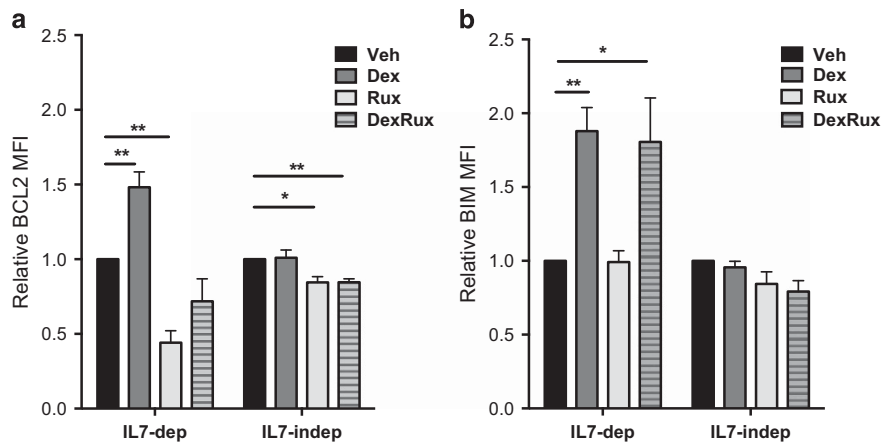 a
Relative BCL2 MFI
2.5
2.0
1.5
1.0
0.5
0.0
Veh
Dex
Rux
DexRux
**
**
**
*
IL7-dep
IL7-indep
b
Relative BIM MFI
2.5
2.0
1.5
1.0
0.5
0.0
Veh
Dex
Rux
DexRux
*
**
IL7-dep
IL7-indep